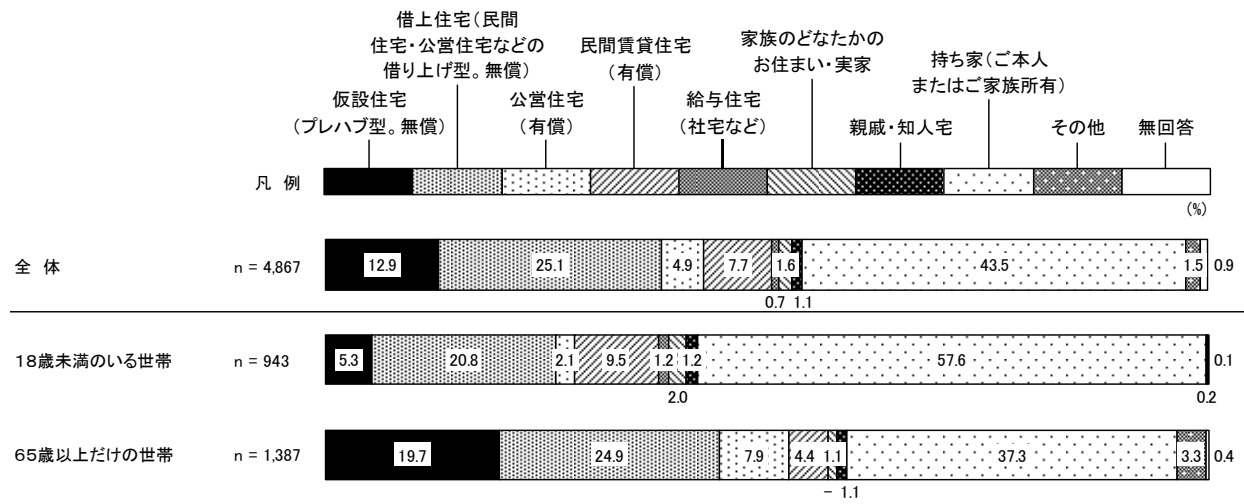 借上住宅(民間
住宅・公営住宅などの
借り上げ型。無償)
民間賃貸住宅
(有償)
家族のどなたかの
お住まい・実家
持ち家(ご本人
またはご家族所有)
仮設住宅
(プレハブ型。無償)
公営住宅
(有償)
給与住宅
(社宅など)
親戚・知人宅
その他
無回答
凡 例
(%)
全 体 n = 4,867 12.9 25.1 4.9 7.7 1.6 43.5 1.5 0.9
0.7 1.1
18歳未満のいる世帯 n = 943 5.3 20.8 2.1 9.5 1.2 1.2 57.6 0.1
2.0 0.2
65歳以上だけの世帯 n = 1,387 19.7 24.9 7.9 4.4 1.1 37.3 3.3 0.4
- 1.1